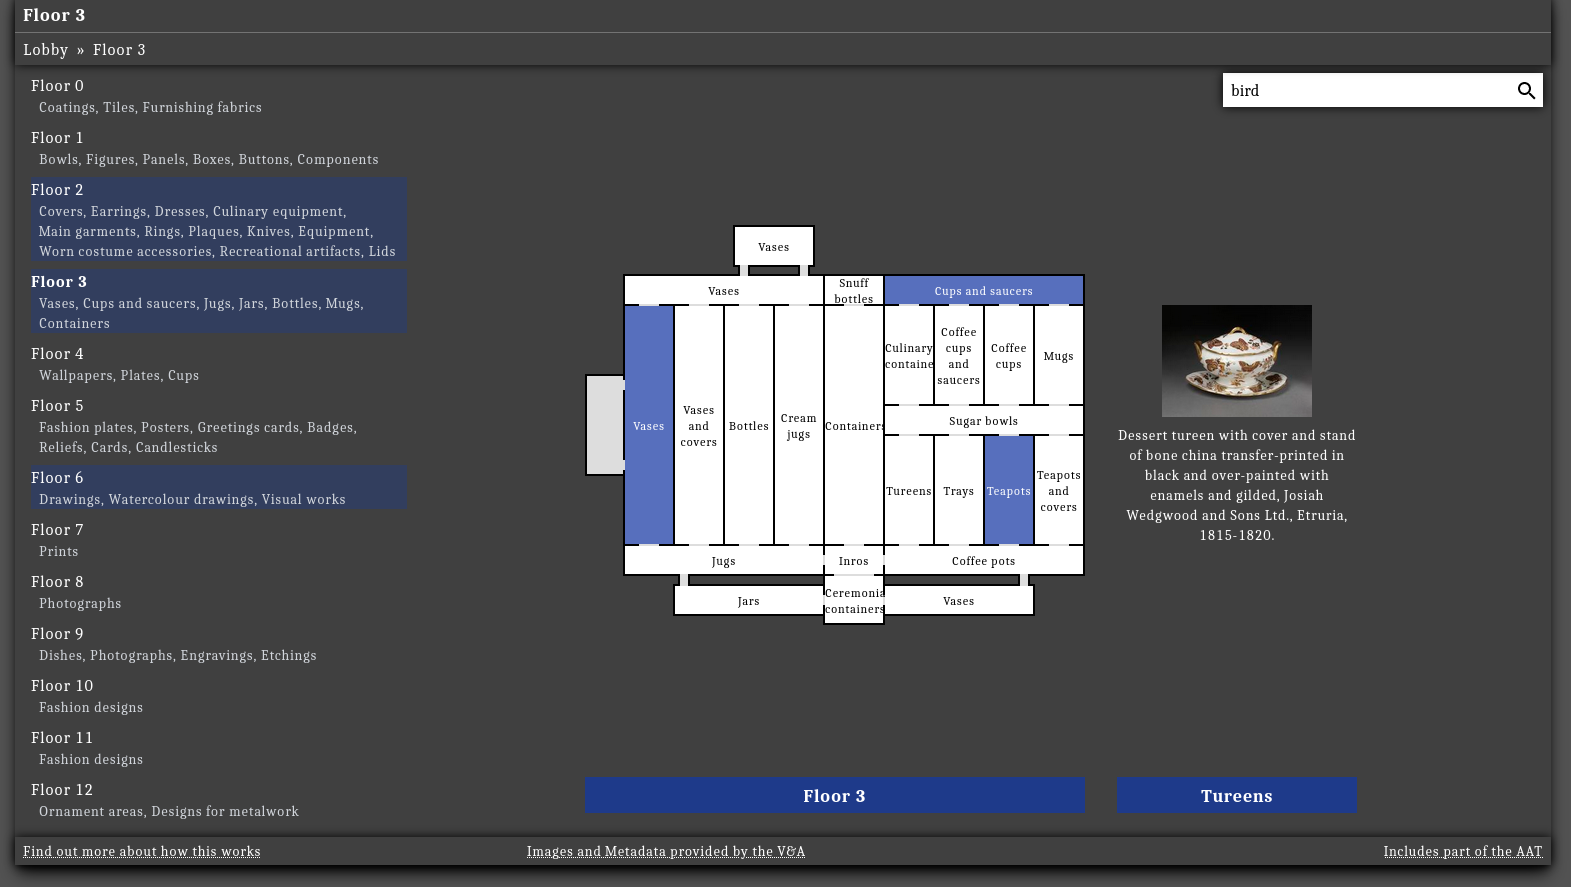 Floor 3
Lobby » Floor 3
bird
Floor 0
Coatings, Tiles, Furnishing fabrics
Floor 1
Bowls, Figures, Panels, Boxes, Buttons, Components
Floor 2
Covers, Earrings, Dresses, Culinary equipment,
Main garments, Rings, Plaques, Knives, Equipment,
Worn costume accessories, Recreational artifacts, Lids
Floor 3
Vases, Cups and saucers, Jugs, Jars, Bottles, Mugs,
Containers
Floor 4
Wallpapers, Plates, Cups
Floor 5
Fashion plates, Posters, Greetings cards, Badges,
Reliefs, Cards, Candlesticks
Floor 6
Drawings, Watercolour drawings, Visual works
Floor 7
Prints
Floor 8
Photographs
Floor 9
Dishes, Photographs, Engravings, Etchings
Floor 10
Fashion designs
Floor 11
Fashion designs
Floor 12
Ornament areas, Designs for metalwork
Vases
Vases
Snuff
bottles
Cups and saucers
Vases
Vases
and
covers
Bottles
Cream
jugs
Containers
Culinary
containe
Coffee
cups
and
saucers
Coffee
cups
Mugs
Sugar bowls
Tureens
Trays
Teapots
Teapots
and
covers
Jugs
Inros
Coffee pots
Jars
Ceremonia
containers
Vases
Floor 3
Dessert tureen with cover and stand
of bone china transfer-printed in
black and over-painted with
enamels and gilded, Josiah
Wedgwood and Sons Ltd., Etruria,
1815-1820.
Tureens
Find out more about how this works
Images and Metadata provided by the V&A
Includes part of the AAT